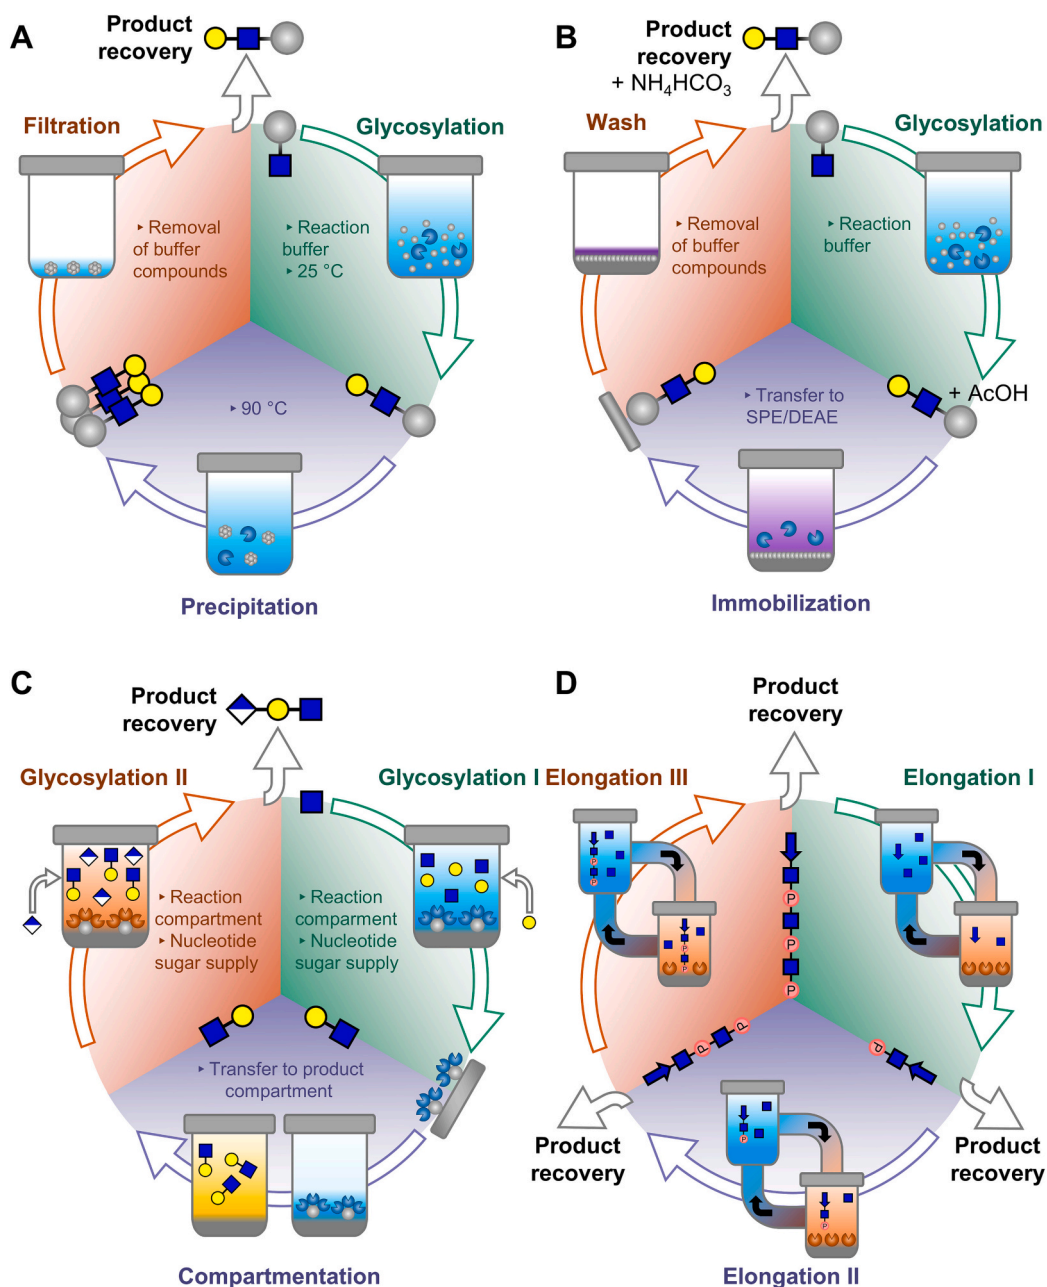 A
Product
recovery
Filtration
Glycosylation
‣ Removal
of buffer
compounds
‣ Reaction
buffer
‣ 25 °C
‣ 90 °C
Precipitation
B
Product
recovery
+ NH₄HCO₃
Wash
Glycosylation
‣ Removal
of buffer
compounds
‣ Reaction
buffer
+ AcOH
‣ Transfer to
SPE/DEAE
Immobilization
C
Product
recovery
Glycosylation II
Glycosylation I
‣ Reaction
compartment
‣ Nucleotide
sugar supply
‣ Reaction
comparment
‣ Nucleotide
sugar supply
‣ Transfer to product
compartment
Compartmentation
D
Product
recovery
Elongation III
Elongation I
P
P
P
P
P
P
P
P
P
P
P
P
Product
recovery
Product
recovery
Elongation II